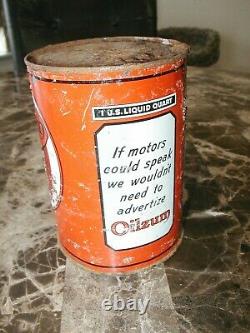 1 U.S. LIQUID QUART
If motors
could speak
we wouldn't
need to
advertize
Oilzum